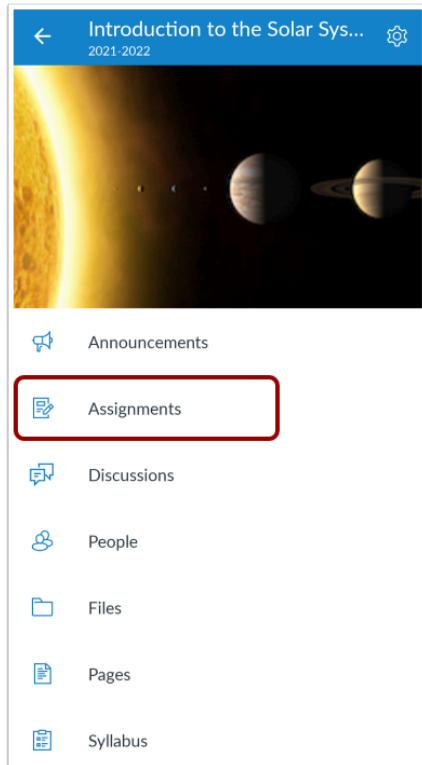 Introduction to the Solar Sys...
2021-2022
Announcements
Assignments
Discussions
People
Files
Pages
Syllabus